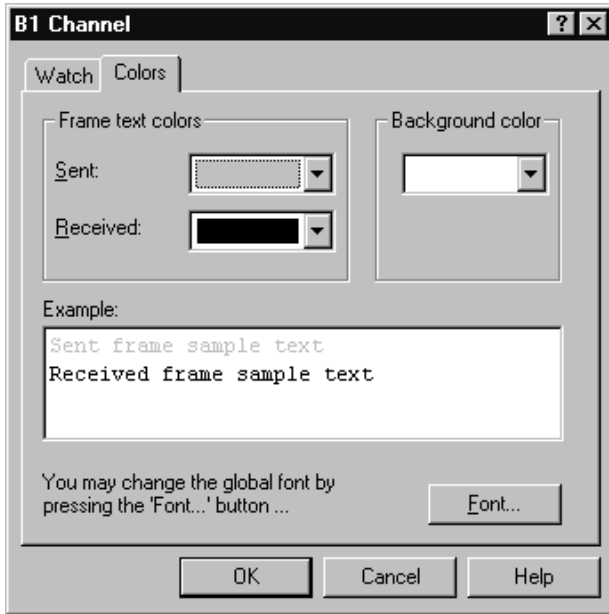 B1 Channel
Watch
Colors
Frame text colors
Sent:
Received:
Background color
Example:
Sent frame sample text
Received frame sample text
You may change the global font by
pressing the 'Font...' button ...
Font...
OK
Cancel
Help